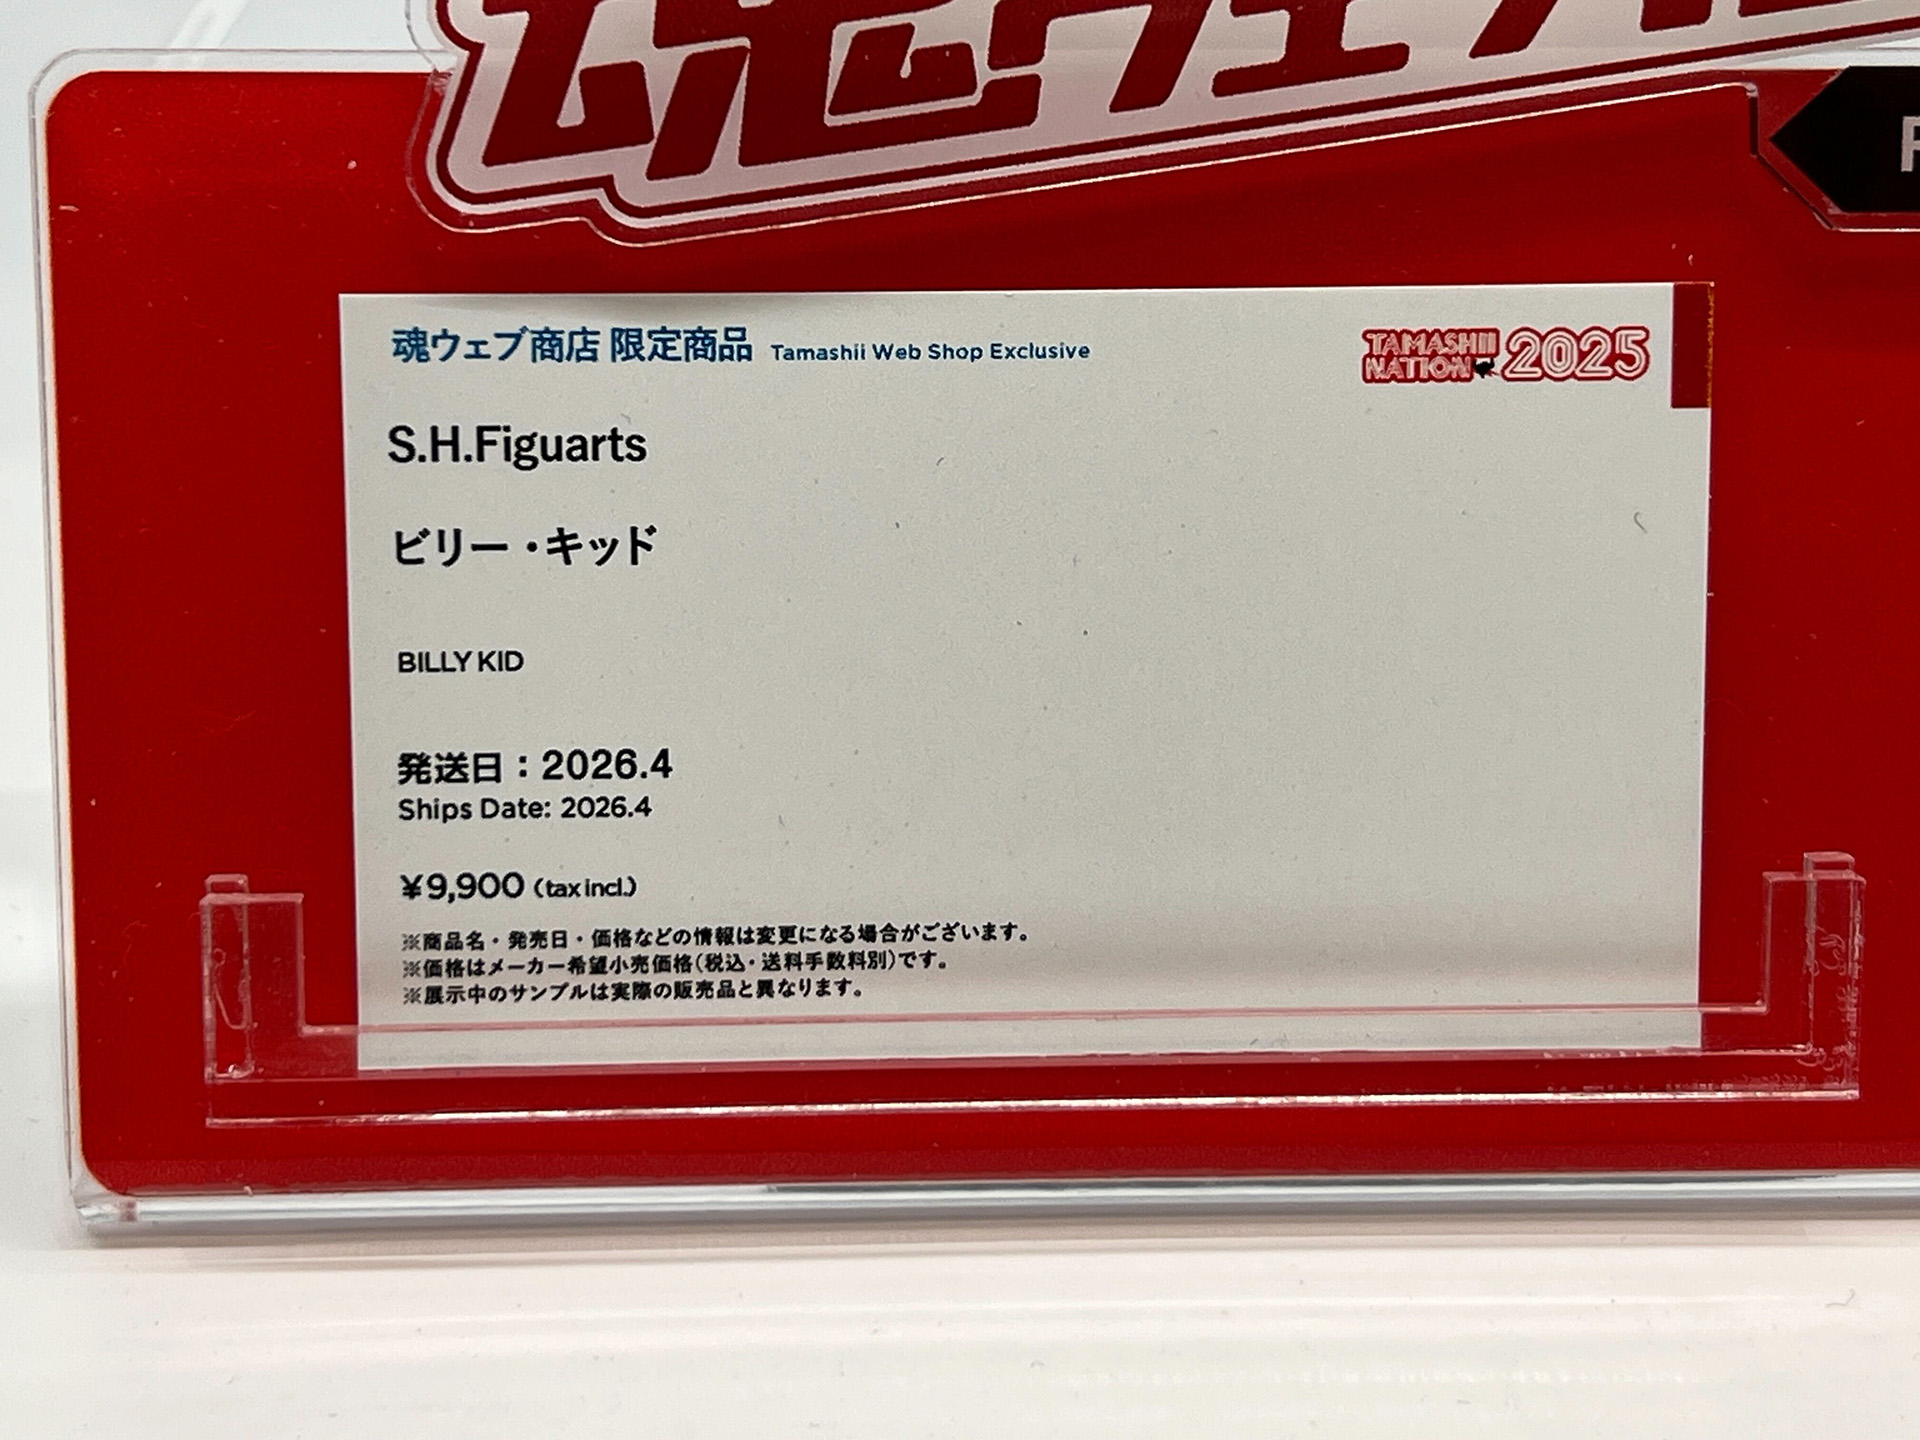 魂ウェブ商店 限定商品 Tamashii Web Shop Exclusive
TAMASHII NATION 2025
S.H.Figuarts
ビリー・キッド
BILLY KID
発送日：2026.4
Ships Date: 2026.4
¥9,900 (tax incl.)
※商品名・発売日・価格などの情報は変更になる場合がございます。
※価格はメーカー希望小売価格(税込・送料手数料別)です。
※展示中のサンプルは実際の販売品と異なります。